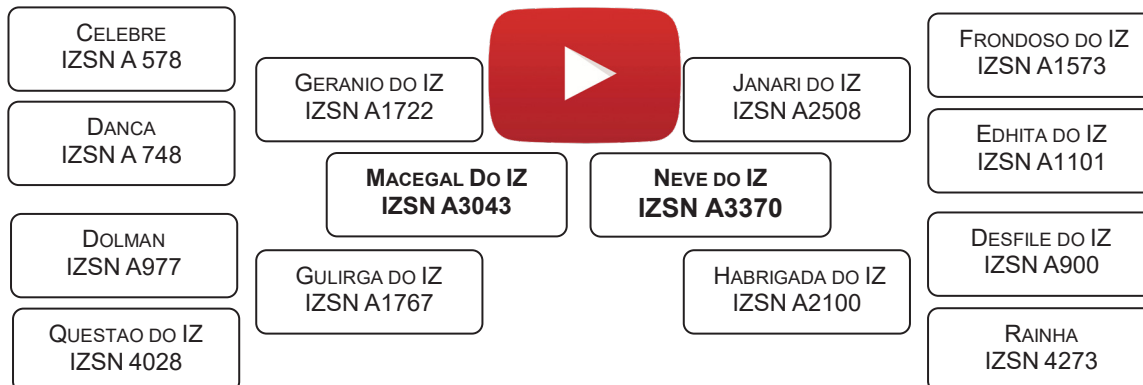 CELEBRE
IZSN A 578
DANCA
IZSN A 748
DOLMAN
IZSN A977
QUESTAO DO IZ
IZSN 4028
GERANIO DO IZ
IZSN A1722
GULIRGA DO IZ
IZSN A1767
MACEGAL DO IZ
IZSN A3043
NEVE DO IZ
IZSN A3370
JANARI DO IZ
IZSN A2508
HABRIGADA DO IZ
IZSN A2100
FRONDOSO DO IZ
IZSN A1573
EDHITA DO IZ
IZSN A1101
DESFILE DO IZ
IZSN A900
RAINHA
IZSN 4273